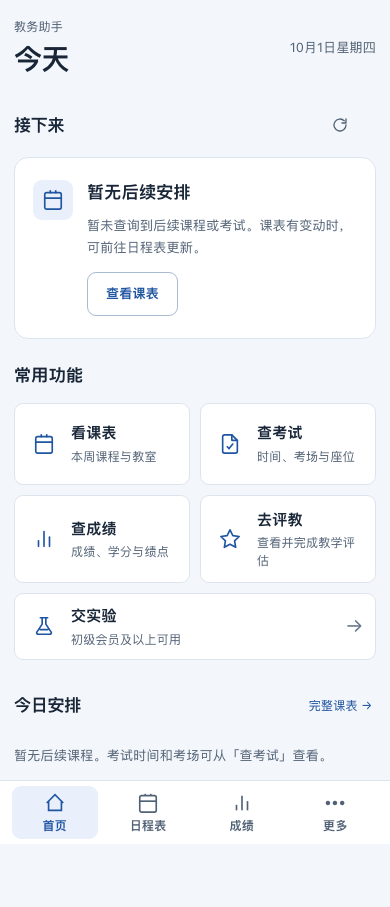 教务助手
今天
10月1日星期四
接下来
暂无后续安排
暂未查询到后续课程或考试。课表有变动时，
可前往日程表更新。
查看课表
常用功能
看课表
本周课程与教室
查考试
时间、考场与座位
查成绩
成绩、学分与绩点
去评教
查看并完成教学评
估
交实验
初级会员及以上可用
今日安排
完整课表
暂无后续课程。考试时间和考场可从「查考试」查看。
首页
日程表
成绩
更多